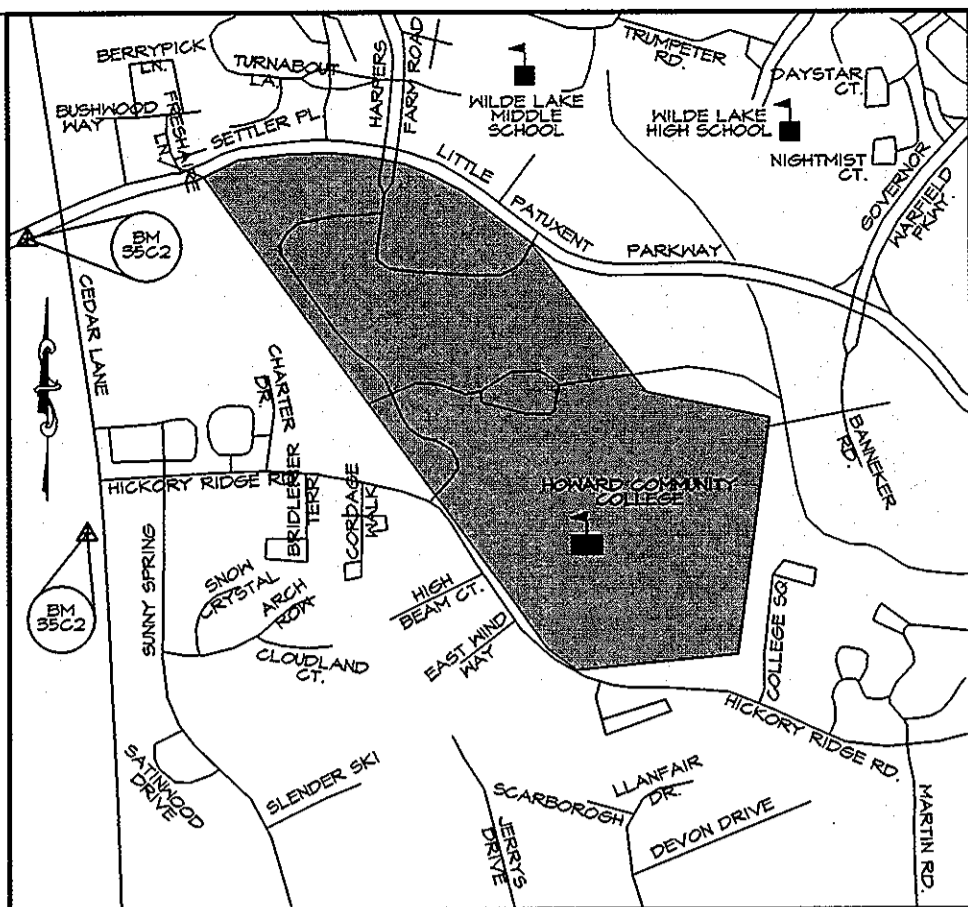 BERRYPICK
LN.
TURNABOUT
LA.
BUSHWOOD
WAY
FRESHAIRE
LN.
SETTLER PL.
HARPERS
FARM ROAD
WILDE LAKE
MIDDLE
SCHOOL
TRUMPETER
RD.
DAYSTAR
CT.
WILDE LAKE
HIGH SCHOOL
NIGHTMIST
CT.
GOVERNOR
WARFIELD
PKWY.
LITTLE
PATUXENT
PARKWAY
BM
35C2
CEDAR LANE
CHARTER
DR.
HICKORY RIDGE RD.
BRIDLERER
TERR
CORDAGE
WALK
HOWARD COMMUNITY
COLLEGE
BANNEKER
RD.
BM
35C2
SUNNY SPRING
SNOW
CRYSTAL
ARCH
ROW
CLOUDLAND
CT.
HIGH
BEAM CT.
EAST WIND
WAY
COLLEGE SQ.
HICKORY RIDGE RD.
SATINWOOD
DRIVE
SLENDER SKI
JERRYS
DRIVE
SCARBOROGH
LLANFAIR
DR.
DEVON DRIVE
MARTIN RD.